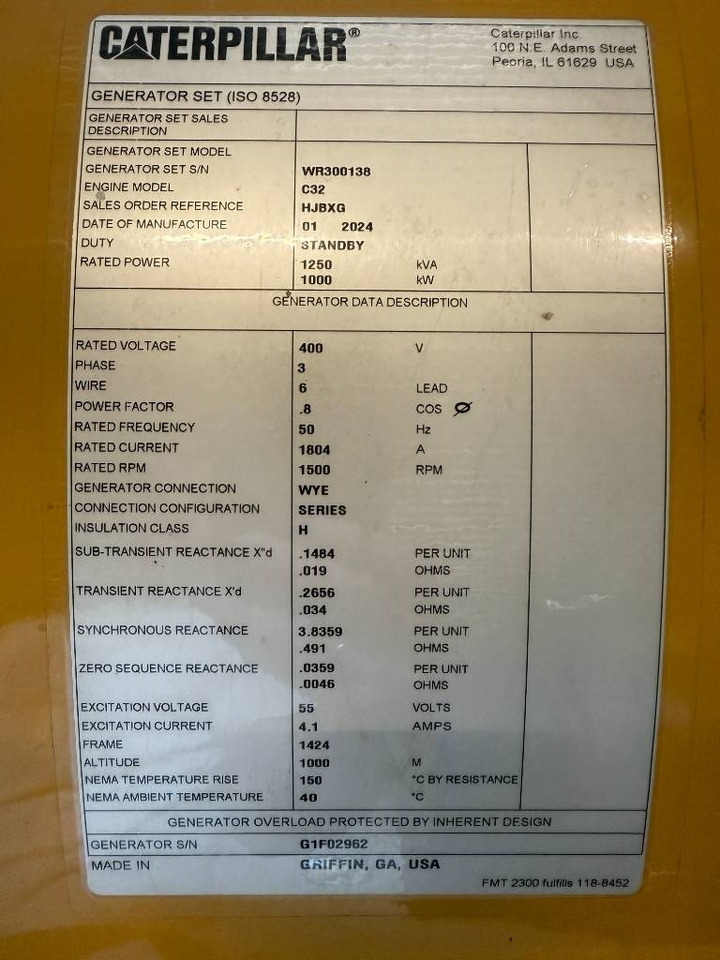 CATERPILLAR®
Caterpillar Inc
100 N.E. Adams Street
Peoria, IL 61629 USA
GENERATOR SET (ISO 8528)
GENERATOR SET SALES
DESCRIPTION
GENERATOR SET MODEL
GENERATOR SET S/N WR300138
ENGINE MODEL C32
SALES ORDER REFERENCE HJBXG
DATE OF MANUFACTURE 01 2024
DUTY STANDBY
RATED POWER 1250 kVA
1000 kW
GENERATOR DATA DESCRIPTION
RATED VOLTAGE 400 V
PHASE 3
WIRE 6 LEAD
POWER FACTOR .8 COS Ø
RATED FREQUENCY 50 Hz
RATED CURRENT 1804 A
RATED RPM 1500 RPM
GENERATOR CONNECTION WYE
CONNECTION CONFIGURATION SERIES
INSULATION CLASS H
SUB-TRANSIENT REACTANCE X"d .1484 PER UNIT
.019 OHMS
TRANSIENT REACTANCE X'd .2656 PER UNIT
.034 OHMS
SYNCHRONOUS REACTANCE 3.8359 PER UNIT
.491 OHMS
ZERO SEQUENCE REACTANCE .0359 PER UNIT
.0046 OHMS
EXCITATION VOLTAGE 55 VOLTS
EXCITATION CURRENT 4.1 AMPS
FRAME 1424
ALTITUDE 1000 M
NEMA TEMPERATURE RISE 150 °C BY RESISTANCE
NEMA AMBIENT TEMPERATURE 40 °C
GENERATOR OVERLOAD PROTECTED BY INHERENT DESIGN
GENERATOR S/N G1F02962
MADE IN GRIFFIN, GA, USA
FMT 2300 fulfills 118-8452